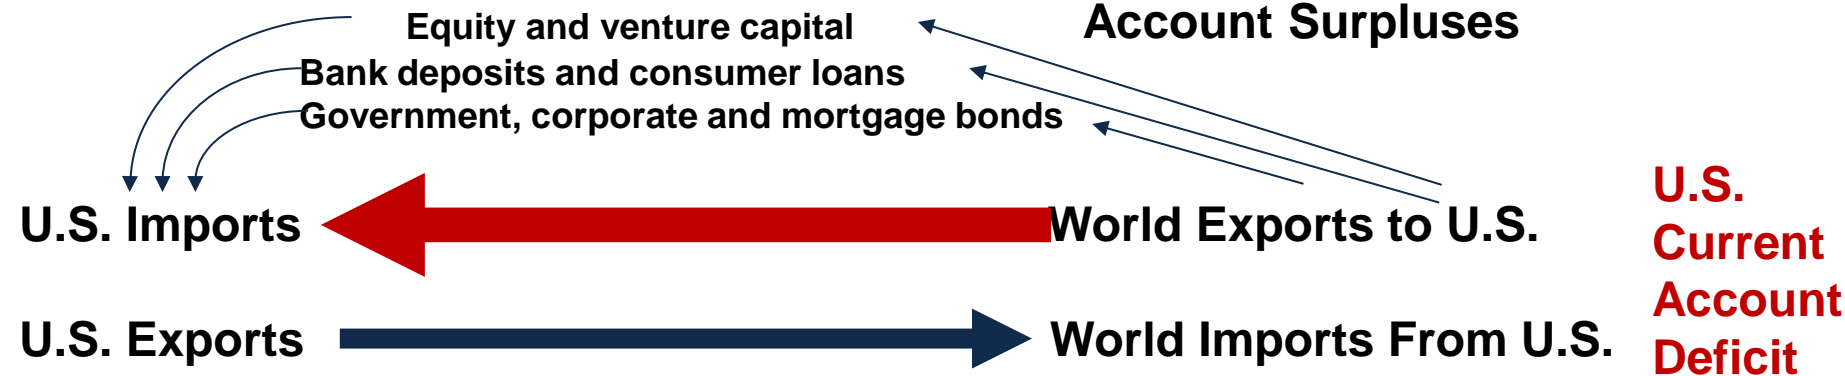 Account Surpluses
Equity and venture capital
Bank deposits and consumer loans
Government, corporate and mortgage bonds
U.S. Imports
World Exports to U.S.
U.S. Exports
World Imports From U.S.
U.S.
Current
Account
Deficit